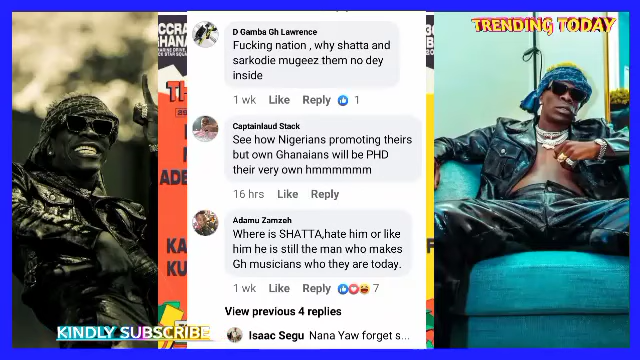 TRENDING TODAY
D Gamba Gh Lawrence
Fucking nation , why shatta and
sarkodie mugeez them no dey
inside
1 wk Like Reply 1
Captainlaud Stack
See how Nigerians promoting theirs
but own Ghanaians will be PHD
their very own hmmmmmm
16 hrs Like Reply
Adamu Zamzeh
Where is SHATTA,hate him or like
him he is still the man who makes
Gh musicians who they are today.
1 wk Like Reply 7
View previous 4 replies
Isaac Segu Nana Yaw forget s...
KINDLY SUBSCRIBE